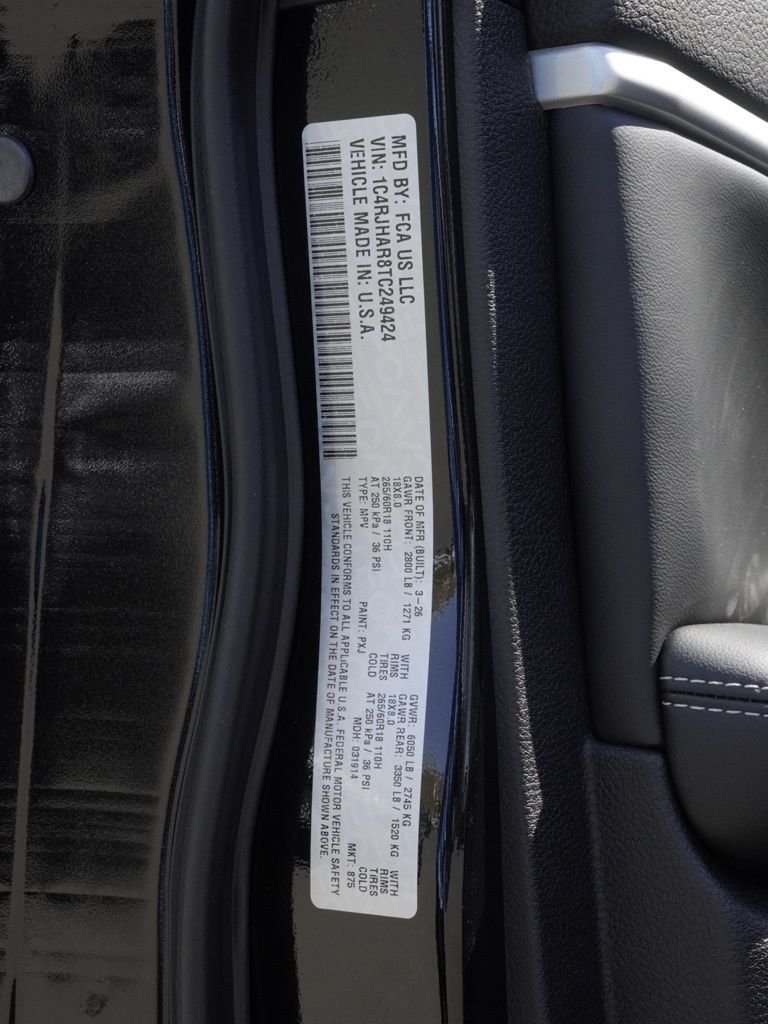 MFD BY: FCA US LLC
VIN: 1C4RJHAR8TC249424
VEHICLE MADE IN: U.S.A.
DATE OF MFR (BUILT): 3-26 GVWR: 6050 LB / 2745 KG
GAWR FRONT: 2800 LB / 1271 KG WITH GAWR REAR: 3350 LB / 1520 KG WITH
18X8.0 RIMS 18X8.0 RIMS
265/60R18 110H TIRES 265/60R18 110H TIRES
AT 250 kPa / 36 PSI COLD AT 250 kPa / 36 PSI COLD
TYPE: MPV PAINT: PXJ MDH: 031914 MKT: 875
THIS VEHICLE CONFORMS TO ALL APPLICABLE U.S.A. FEDERAL MOTOR VEHICLE SAFETY
STANDARDS IN EFFECT ON THE DATE OF MANUFACTURE SHOWN ABOVE.